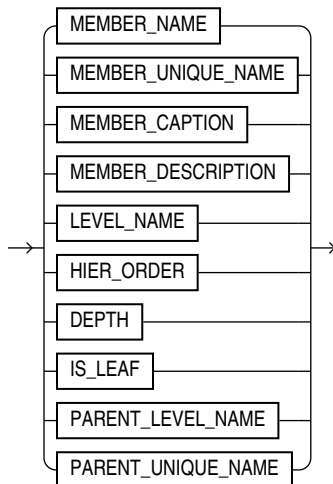 MEMBER_NAME
MEMBER_UNIQUE_NAME
MEMBER_CAPTION
MEMBER_DESCRIPTION
LEVEL_NAME
HIER_ORDER
DEPTH
IS_LEAF
PARENT_LEVEL_NAME
PARENT_UNIQUE_NAME